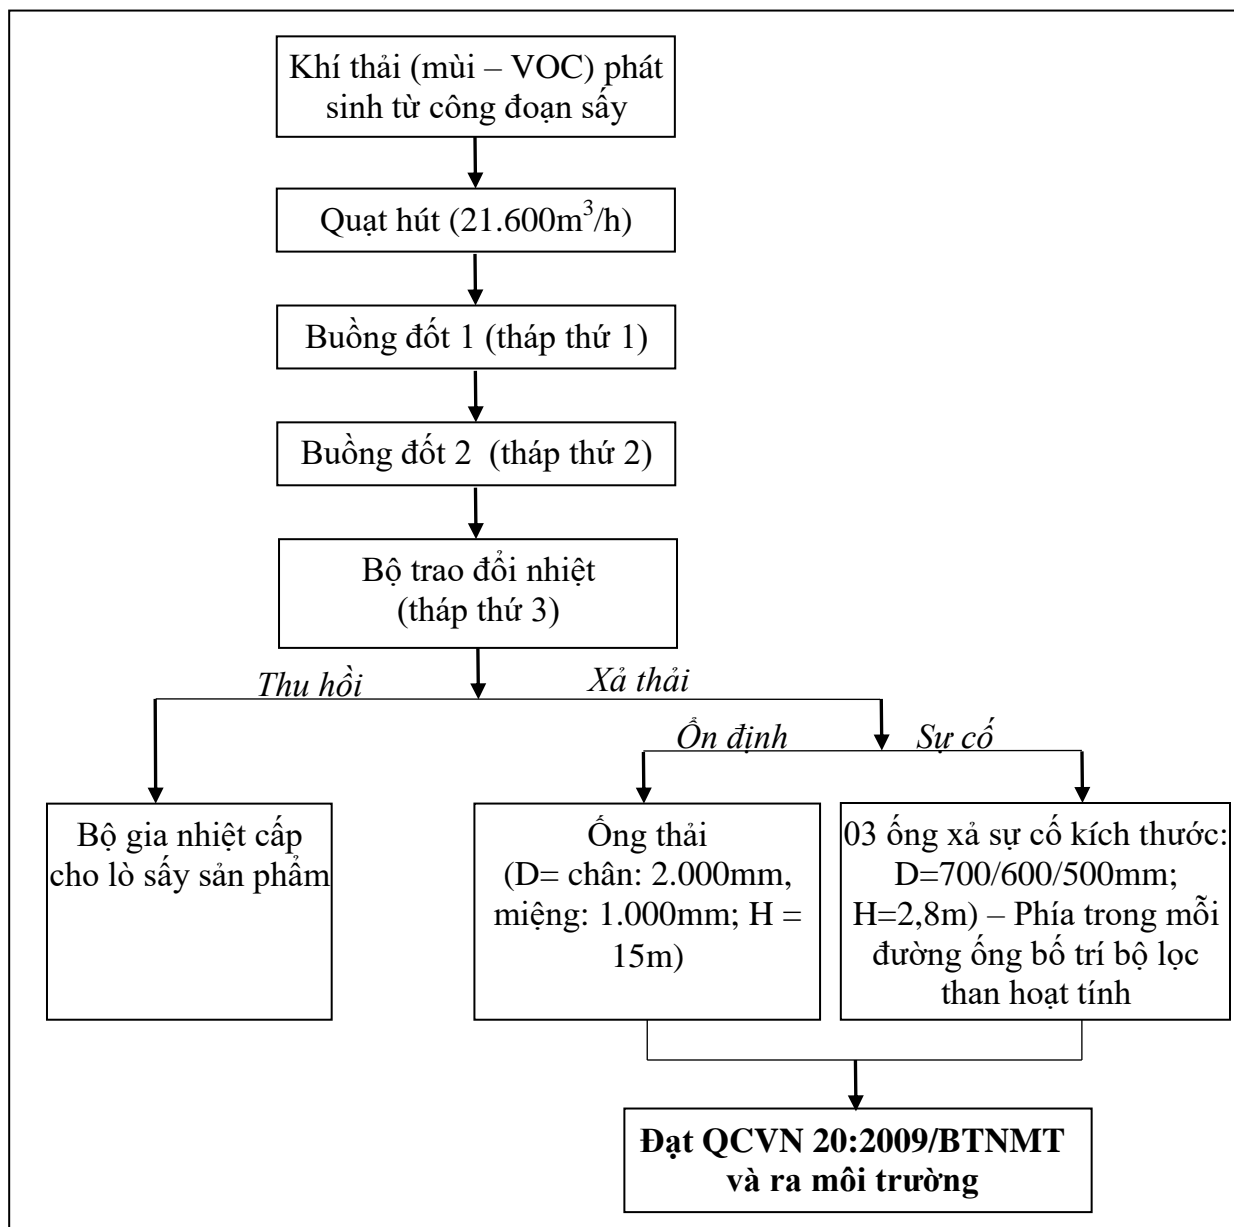 Khí thải (mùi – VOC) phát
sinh từ công đoạn sấy
Quạt hút (21.600m³/h)
Buồng đốt 1 (tháp thứ 1)
Buồng đốt 2 (tháp thứ 2)
Bộ trao đổi nhiệt
(tháp thứ 3)
Thu hồi
Xả thải
Ổn định
Sự cố
Bộ gia nhiệt cấp
cho lò sấy sản phẩm
Ống thải
(D= chân: 2.000mm,
miệng: 1.000mm; H =
15m)
03 ống xả sự cố kích thước:
D=700/600/500mm;
H=2,8m) – Phía trong mỗi
đường ống bố trí bộ lọc
than hoạt tính
Đạt QCVN 20:2009/BTNMT
và ra môi trường